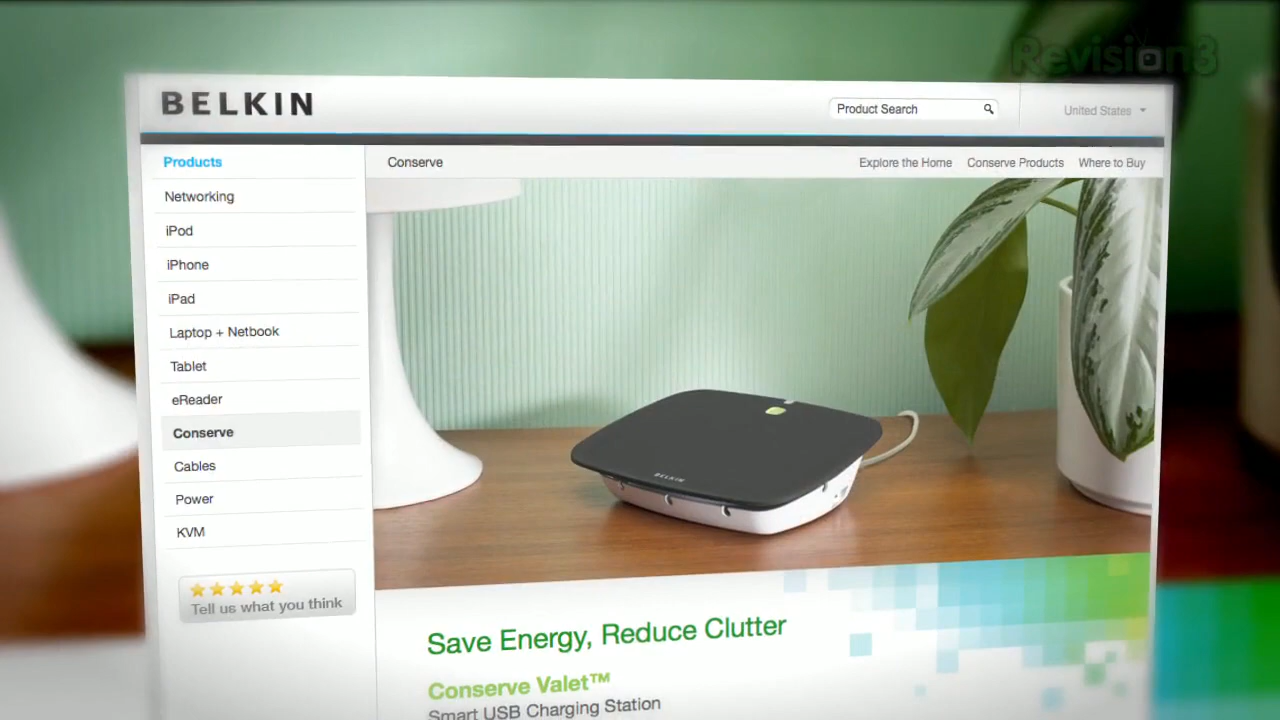 Revision3
BELKIN
Product Search
United States
Products
Networking
iPod
iPhone
iPad
Laptop + Netbook
Tablet
eReader
Conserve
Cables
Power
KVM
Tell us what you think
Conserve
Explore the Home
Conserve Products
Where to Buy
BELKIN
Save Energy, Reduce Clutter
Conserve Valet™
Smart USB Charging Station